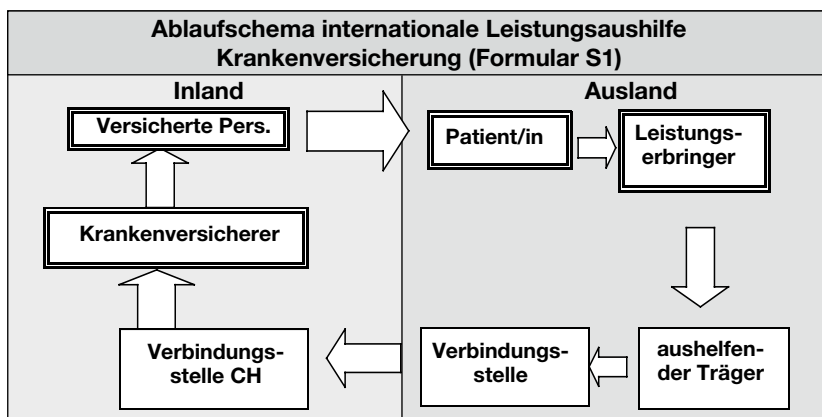 Ablaufschema internationale Leistungsaushilfe
Krankenversicherung (Formular S1)
Inland
Versicherte Pers.
Krankenversicherer
Verbindungs-
stelle CH
Ausland
Patient/in
Leistungs-
erbringer
Verbindungs-
stelle
aushelfen-
der Träger